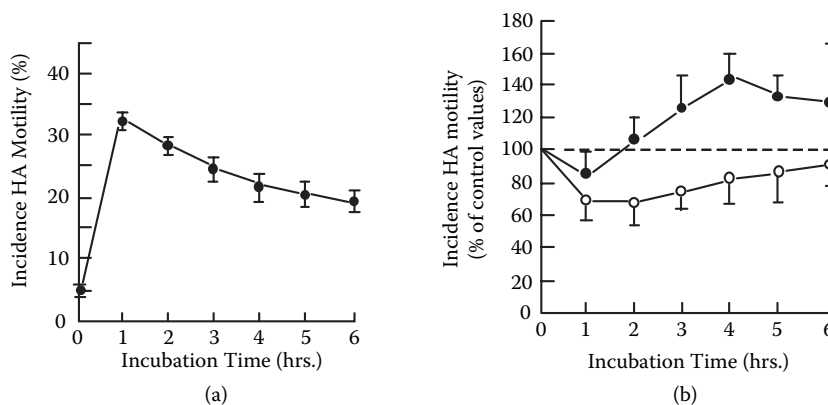 Incidence HA Motility (%)
40
30
20
10
0
0 1 2 3 4 5 6
Incubation Time (hrs.)
(a)
Incidence HA motility
(% of control values)
180
160
140
120
100
80
60
40
20
0
0 1 2 3 4 5 6
Incubation Time (hrs.)
(b)